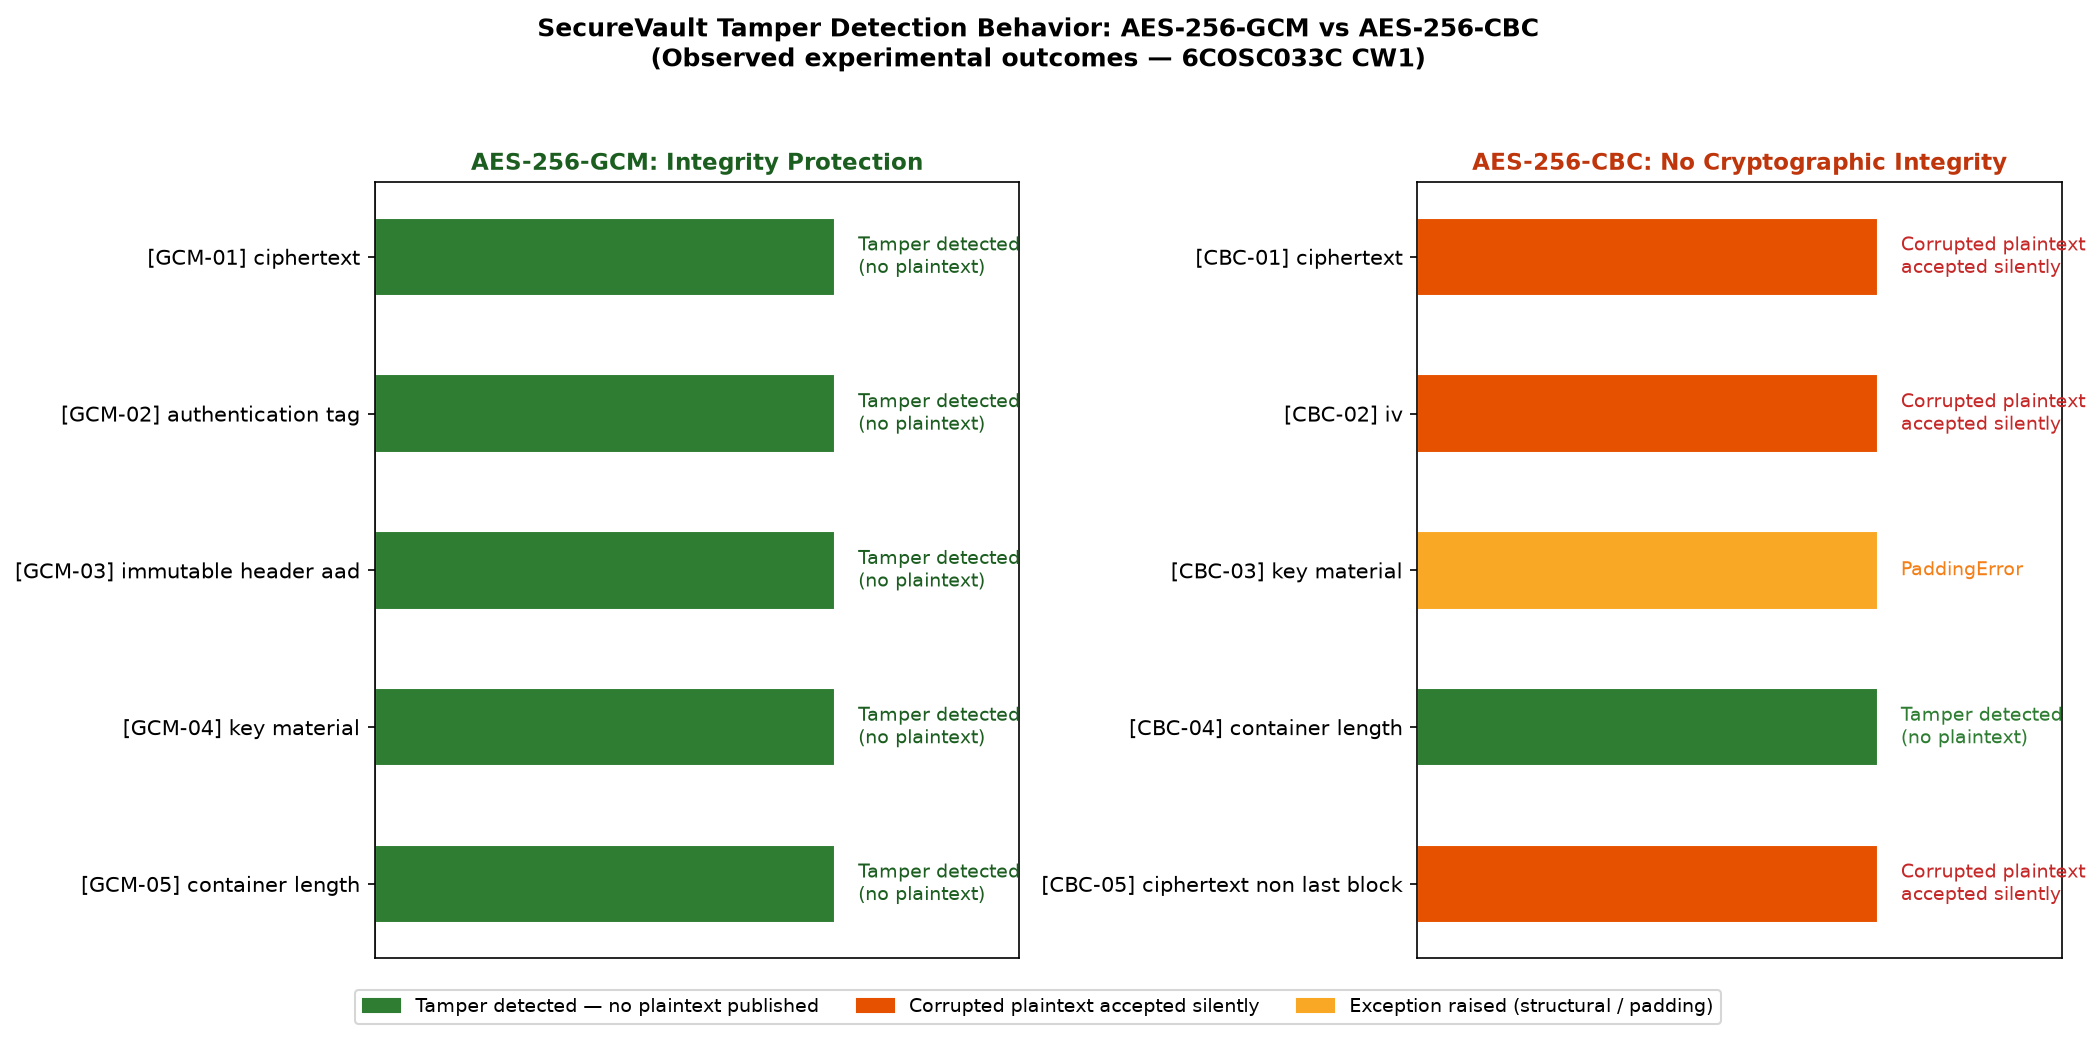 SecureVault Tamper Detection Behavior: AES-256-GCM vs AES-256-CBC
(Observed experimental outcomes — 6COSC033C CW1)
AES-256-GCM: Integrity Protection
[GCM-01] ciphertext
Tamper detected
(no plaintext)
[GCM-02] authentication tag
Tamper detected
(no plaintext)
[GCM-03] immutable header aad
Tamper detected
(no plaintext)
[GCM-04] key material
Tamper detected
(no plaintext)
[GCM-05] container length
Tamper detected
(no plaintext)
AES-256-CBC: No Cryptographic Integrity
[CBC-01] ciphertext
Corrupted plaintext
accepted silently
[CBC-02] iv
Corrupted plaintext
accepted silently
[CBC-03] key material
PaddingError
[CBC-04] container length
Tamper detected
(no plaintext)
[CBC-05] ciphertext non last block
Corrupted plaintext
accepted silently
Tamper detected — no plaintext published
Corrupted plaintext accepted silently
Exception raised (structural / padding)